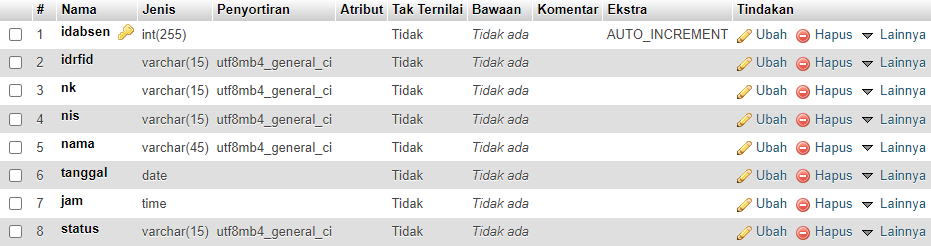 # Nama Jenis Penyortiran Atribut Tak Ternilai Bawaan Komentar Ekstra Tindakan
1 idabsen int(255) Tidak Tidak ada AUTO_INCREMENT Ubah Hapus Lainnya
2 idrfid varchar(15) utf8mb4_general_ci Tidak Tidak ada Ubah Hapus Lainnya
3 nk varchar(15) utf8mb4_general_ci Tidak Tidak ada Ubah Hapus Lainnya
4 nis varchar(15) utf8mb4_general_ci Tidak Tidak ada Ubah Hapus Lainnya
5 nama varchar(45) utf8mb4_general_ci Tidak Tidak ada Ubah Hapus Lainnya
6 tanggal date Tidak Tidak ada Ubah Hapus Lainnya
7 jam time Tidak Tidak ada Ubah Hapus Lainnya
8 status varchar(15) utf8mb4_general_ci Tidak Tidak ada Ubah Hapus Lainnya